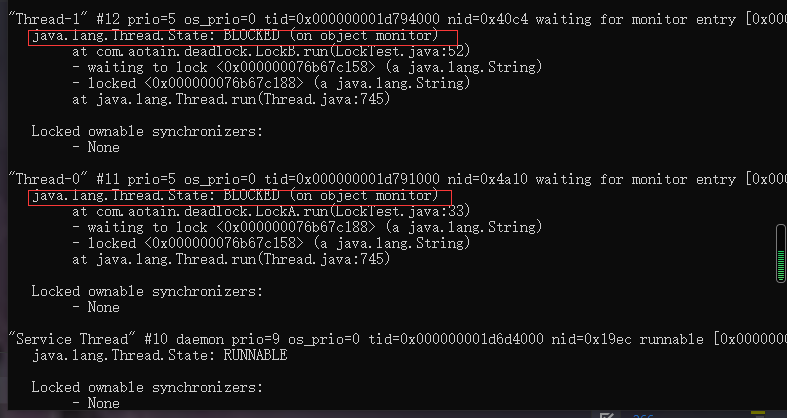 "Thread-1" #12 prio=5 os_prio=0 tid=0x000000001d794000 nid=0x40c4 waiting for monitor entry [0x000
java.lang.Thread.State: BLOCKED (on object monitor)
at com.aotain.deadlock.LockB.run(LockTest.java:52)
- waiting to lock <0x000000076b67c158> (a java.lang.String)
- locked <0x000000076b67c188> (a java.lang.String)
at java.lang.Thread.run(Thread.java:745)
Locked ownable synchronizers:
- None
"Thread-0" #11 prio=5 os_prio=0 tid=0x000000001d791000 nid=0x4a10 waiting for monitor entry [0x000
java.lang.Thread.State: BLOCKED (on object monitor)
at com.aotain.deadlock.LockA.run(LockTest.java:33)
- waiting to lock <0x000000076b67c188> (a java.lang.String)
- locked <0x000000076b67c158> (a java.lang.String)
at java.lang.Thread.run(Thread.java:745)
Locked ownable synchronizers:
- None
"Service Thread" #10 daemon prio=9 os_prio=0 tid=0x000000001d6d4000 nid=0x19ec runnable [0x0000000
java.lang.Thread.State: RUNNABLE
Locked ownable synchronizers:
- None